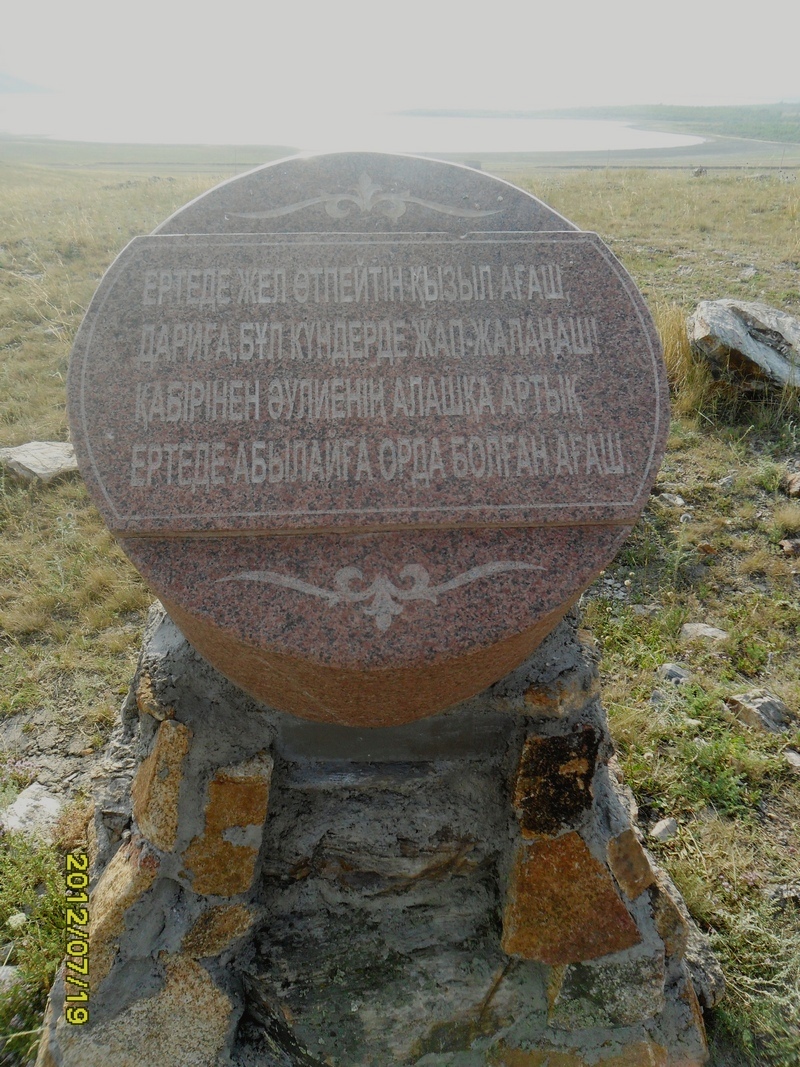 ЕРТЕДЕ ЖЕЛ ӨТПЕЙТІН ҚЫЗЫЛ АҒАШ,
ДАРИҒА, БҰЛ КҮНДЕРДЕ ЖАП-ЖАЛАҢАШ!
ҚАБІРІНЕН ӘУЛИЕНІҢ АЛАШҚА АРТЫҚ
ЕРТЕДЕ АБЫЛАЙҒА ОРДА БОЛҒАН АҒАШ.
2012/07/19